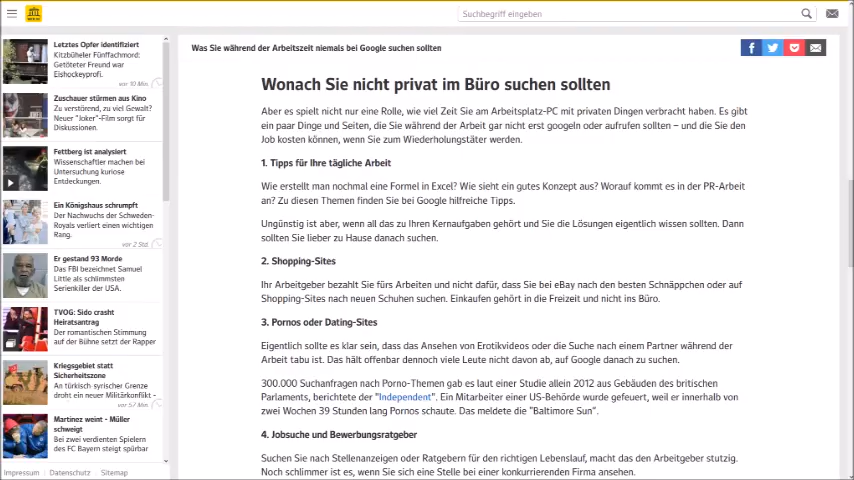 Suchbegriff eingeben
Letztes Opfer identifiziert
Kitzbüheler Fünffachmord:
Getöteter Freund war
Eishockeyprofi.
vor 10 Min.
Zuschauer stürmen aus Kino
Zu verstörend, zu viel Gewalt?
Neuer "Joker"-Film sorgt für
Diskussionen.
Fettberg ist analysiert
Wissenschaftler machen bei
Untersuchung kuriose
Entdeckungen.
Ein Königshaus schrumpft
Der Nachwuchs der Schweden-
Royals verliert einen wichtigen
Rang.
vor 2 Std.
Er gestand 93 Morde
Das FBI bezeichnet Samuel
Little als schlimmsten
Serienkiller der USA.
TVOG: Sido crasht
Heiratsantrag
Der romantischen Stimmung
auf der Bühne setzt der Rapper
Kriegsgebiet statt
Sicherheitszone
An türkisch syrischer Grenze
droht ein neuer Militärkonflikt -
vor 57 Min.
Martinez weint - Müller
schweigt
Bei zwei verdienten Spielern
des FC Bayern steigt spürbar
Impressum | Datenschutz | Sitemap
Was Sie während der Arbeitszeit niemals bei Google suchen sollten
Wonach Sie nicht privat im Büro suchen sollten
Aber es spielt nicht nur eine Rolle, wie viel Zeit Sie am Arbeitsplatz-PC mit privaten Dingen verbracht haben. Es gibt
ein paar Dinge und Seiten, die Sie während der Arbeit gar nicht erst googeln oder aufrufen sollten – und die Sie den
Job kosten können, wenn Sie zum Wiederholungstäter werden.
1. Tipps für Ihre tägliche Arbeit
Wie erstellt man nochmal eine Formel in Excel? Wie sieht ein gutes Konzept aus? Worauf kommt es in der PR-Arbeit
an? Zu diesen Themen finden Sie bei Google hilfreiche Tipps.
Ungünstig ist aber, wenn all das zu Ihren Kernaufgaben gehört und Sie die Lösungen eigentlich wissen sollten. Dann
sollten Sie lieber zu Hause danach suchen.
2. Shopping-Sites
Ihr Arbeitgeber bezahlt Sie fürs Arbeiten und nicht dafür, dass Sie bei eBay nach den besten Schnäppchen oder auf
Shopping-Sites nach neuen Schuhen suchen. Einkaufen gehört in die Freizeit und nicht ins Büro.
3. Pornos oder Dating-Sites
Eigentlich sollte es klar sein, dass das Ansehen von Erotikvideos oder die Suche nach einem Partner während der
Arbeit tabu ist. Das hält offenbar dennoch viele Leute nicht davon ab, auf Google danach zu suchen.
300.000 Suchanfragen nach Porno-Themen gab es laut einer Studie allein 2012 aus Gebäuden des britischen
Parlaments, berichtete der "Independent". Ein Mitarbeiter einer US-Behörde wurde gefeuert, weil er innerhalb von
zwei Wochen 39 Stunden lang Pornos schaute. Das meldete die "Baltimore Sun".
4. Jobsuche und Bewerbungsratgeber
Suchen Sie nach Stellenanzeigen oder Ratgebern für den richtigen Lebenslauf, macht das den Arbeitgeber stutzig.
Noch schlimmer ist es, wenn Sie sich eine Stelle bei einer konkurrierenden Firma ansehen.